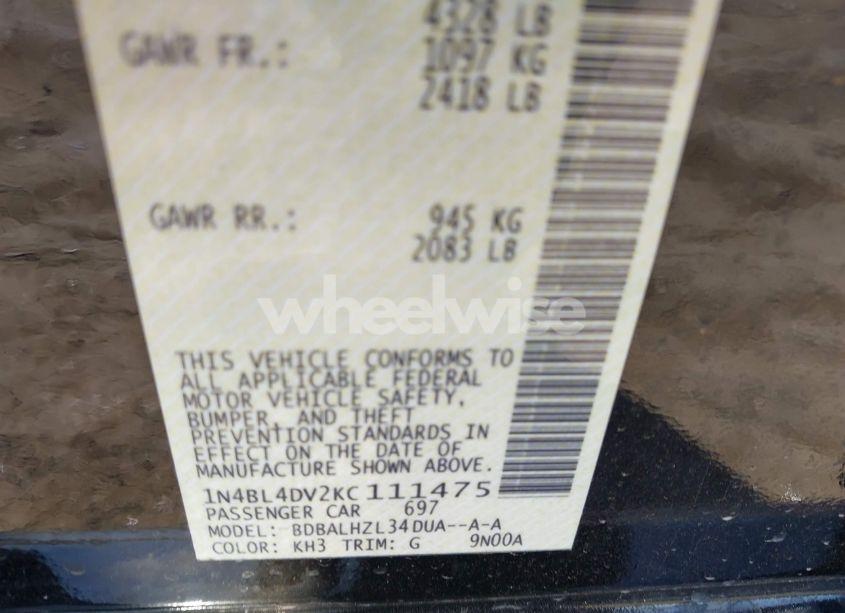 4328 LB
GAWR FR.: 1097 KG
2418 LB
GAWR RR.: 945 KG
2083 LB
wheelwise
THIS VEHICLE CONFORMS TO
ALL APPLICABLE FEDERAL
MOTOR VEHICLE SAFETY,
BUMPER, AND THEFT
PREVENTION STANDARDS IN
EFFECT ON THE DATE OF
MANUFACTURE SHOWN ABOVE.
1N4BL4DV2KC111475
PASSENGER CAR 697
MODEL: BDBALHZL34DUA--A-A
COLOR: KH3 TRIM: G 9N00A